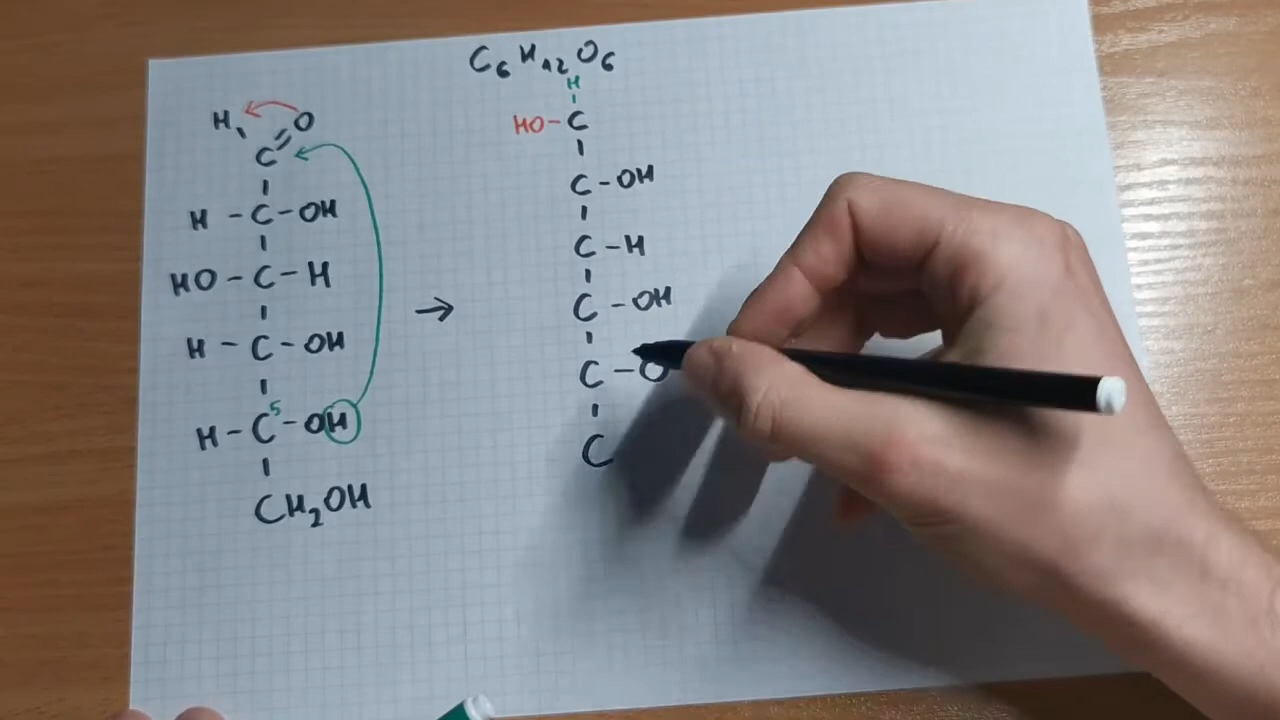 C₆H₁₂O₆
H O
C
H - C - OH
HO - C - H
H - C - OH
H - C⁵ - OH
CH₂OH
→
H
HO - C
C - OH
C - H
C - OH
C - O
C